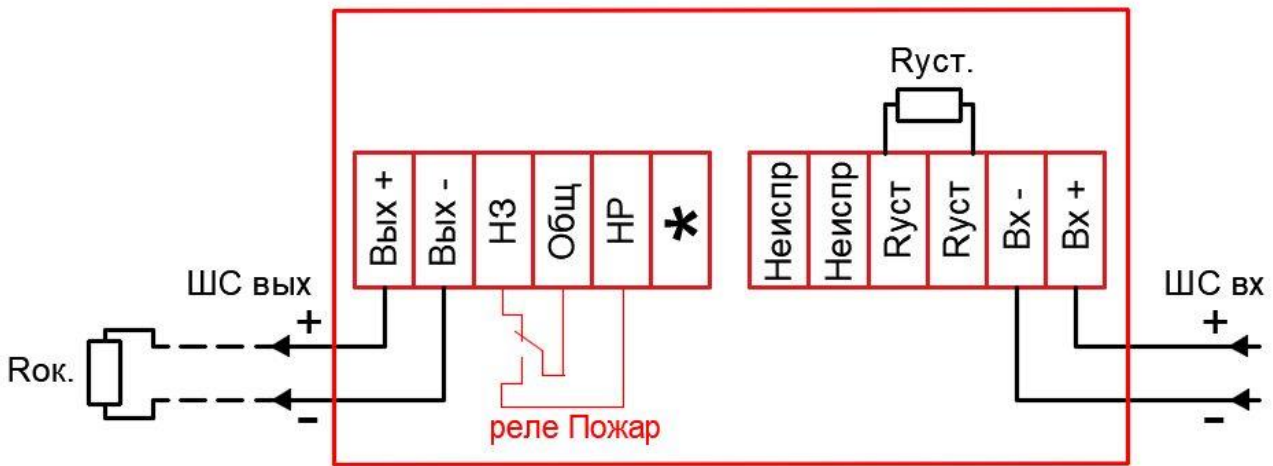 Rуст.
Вых +
Вых -
НЗ
Общ
НР
*
Неиспр
Неиспр
Rуст
Rуст
Вх -
Вх +
ШС вых
+
-
Rок.
реле Пожар
ШС вх
+
-